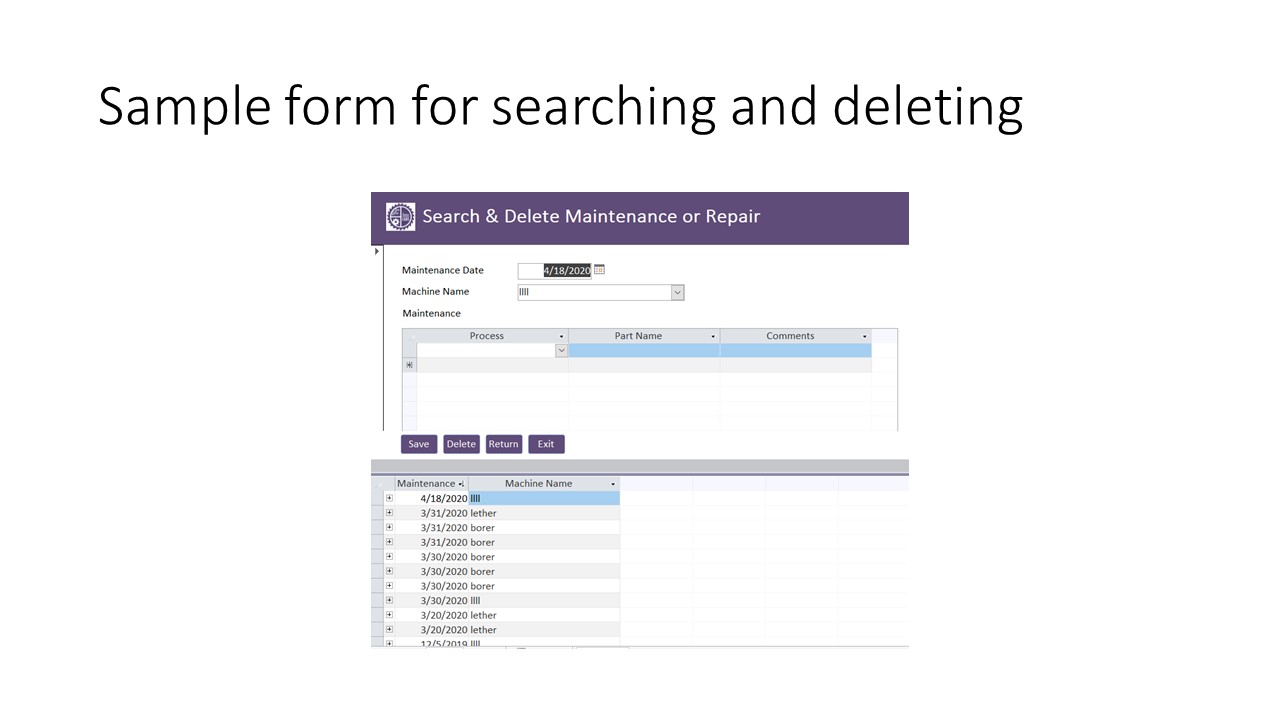 Sample form for searching and deleting
Search & Delete Maintenance or Repair
Maintenance Date 4/18/2020
Machine Name llll
Maintenance
Process Part Name Comments
Save Delete Return Exit
Maintenance Machine Name
4/18/2020 llll
3/31/2020 lether
3/31/2020 borer
3/31/2020 borer
3/30/2020 borer
3/30/2020 borer
3/30/2020 borer
3/30/2020 llll
3/20/2020 lether
3/20/2020 lether
12/5/2019 llll